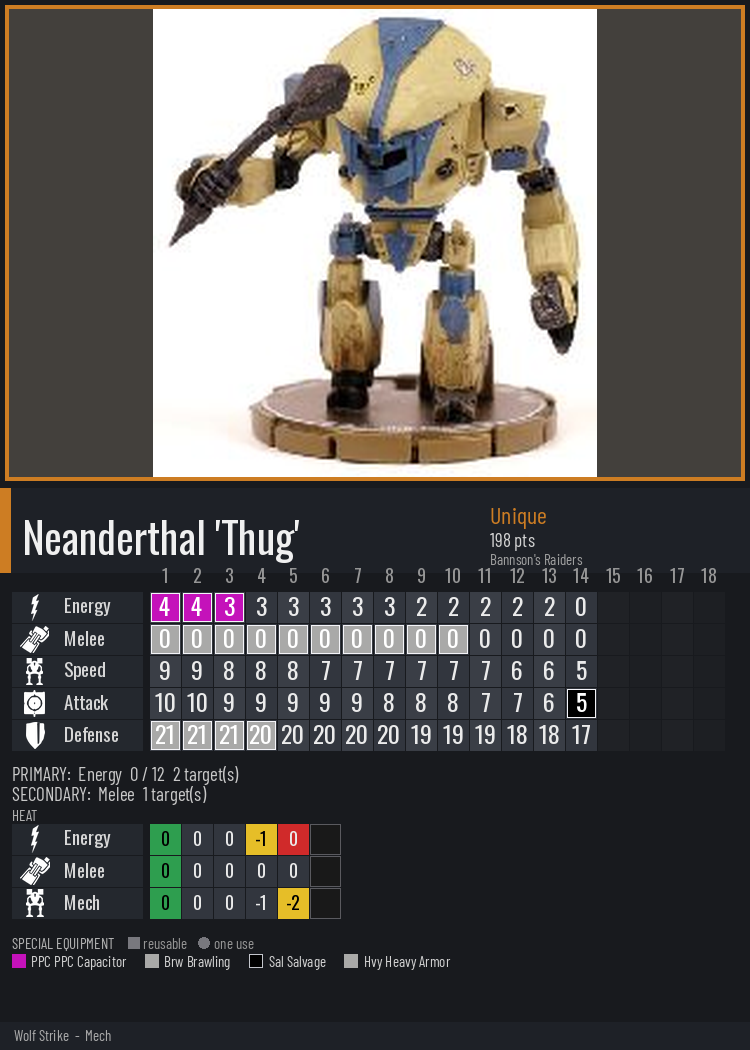 Neanderthal 'Thug'
Unique
198 pts
Bannson's Raiders
1 2 3 4 5 6 7 8 9 10 11 12 13 14 15 16 17 18
Energy 4 4 3 3 3 3 3 3 2 2 2 2 2 0
Melee 0 0 0 0 0 0 0 0 0 0 0 0 0 0
Speed 9 9 8 8 8 7 7 7 7 7 7 6 6 5
Attack 10 10 9 9 9 9 9 8 8 8 7 7 6 5
Defense 21 21 21 20 20 20 20 20 19 19 19 18 18 17
PRIMARY: Energy 0 / 12 2 target(s)
SECONDARY: Melee 1 target(s)
HEAT
Energy 0 0 0 -1 0
Melee 0 0 0 0 0
Mech 0 0 0 -1 -2
SPECIAL EQUIPMENT reusable one use
PPC PPC Capacitor Brw Brawling Sal Salvage Hvy Heavy Armor
Wolf Strike - Mech